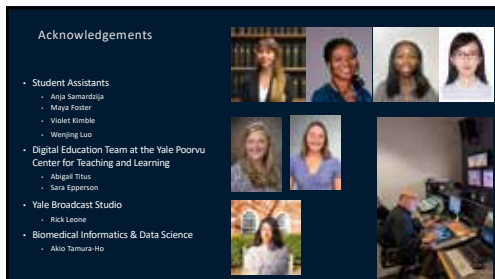 Acknowledgements
• Student Assistants
• Anja Samardzija
• Maya Foster
• Violet Kimble
• Wenjing Luo
• Digital Education Team at the Yale Poorvu
Center for Teaching and Learning
• Abigail Titus
• Sara Epperson
• Yale Broadcast Studio
• Rick Leone
• Biomedical Informatics & Data Science
• Akio Tamura-Ho